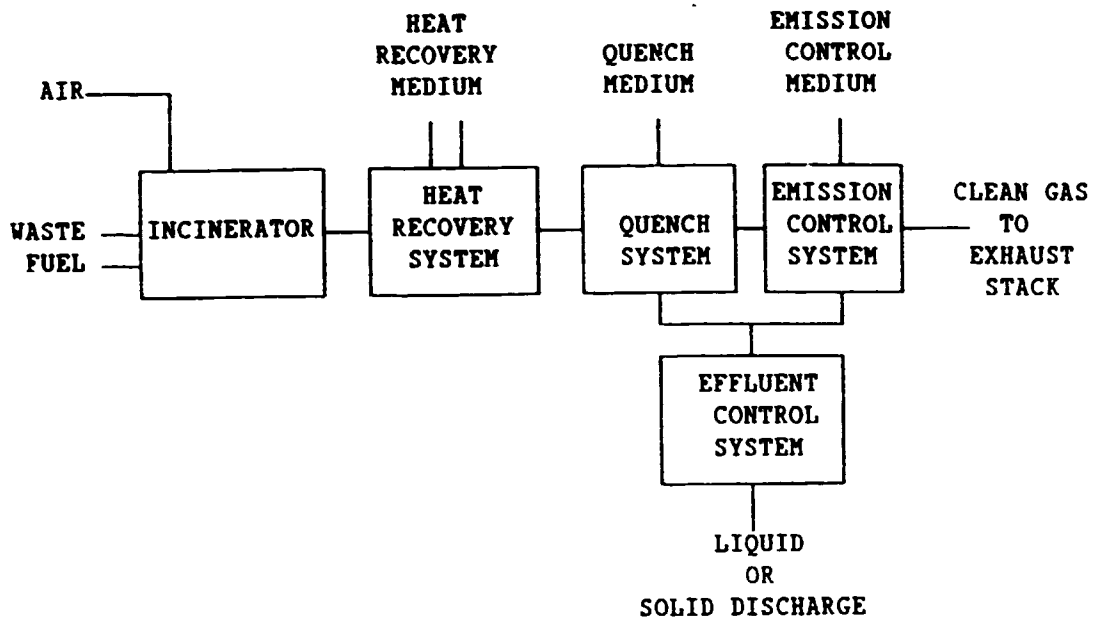 HEAT
RECOVERY
MEDIUM
QUENCH
MEDIUM
EMISSION
CONTROL
MEDIUM
AIR
WASTE
FUEL
INCINERATOR
HEAT
RECOVERY
SYSTEM
QUENCH
SYSTEM
EMISSION
CONTROL
SYSTEM
CLEAN GAS
TO
EXHAUST
STACK
EFFLUENT
CONTROL
SYSTEM
LIQUID
OR
SOLID DISCHARGE